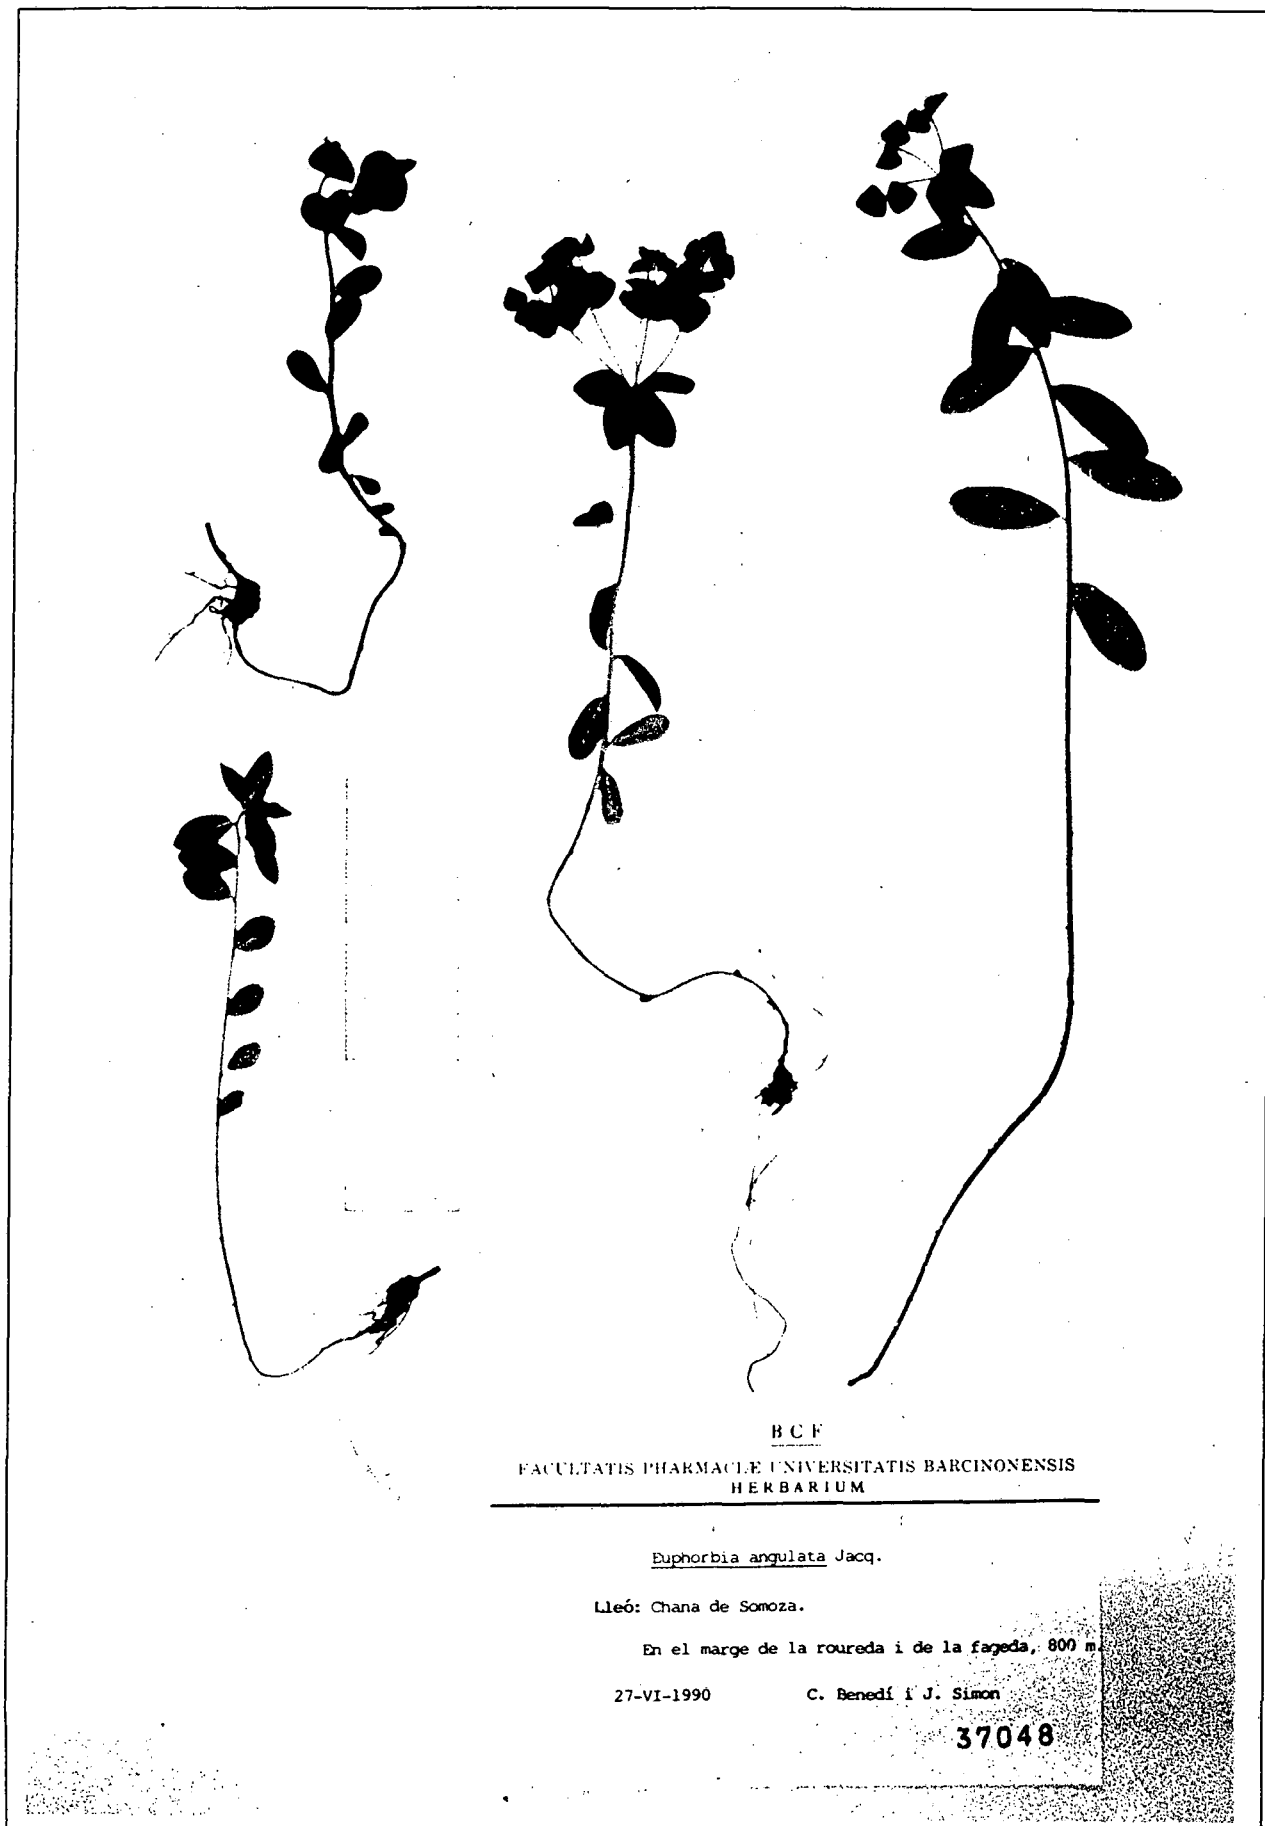 BCF
FACULTATIS PHARMACIÆ UNIVERSITATIS BARCINONENSIS
HERBARIUM
Euphorbia angulata Jacq.
Lleó: Chana de Somoza.
En el marge de la roureda i de la fageda, 800 m.
27-VI-1990 C. Benedí i J. Simon
37048